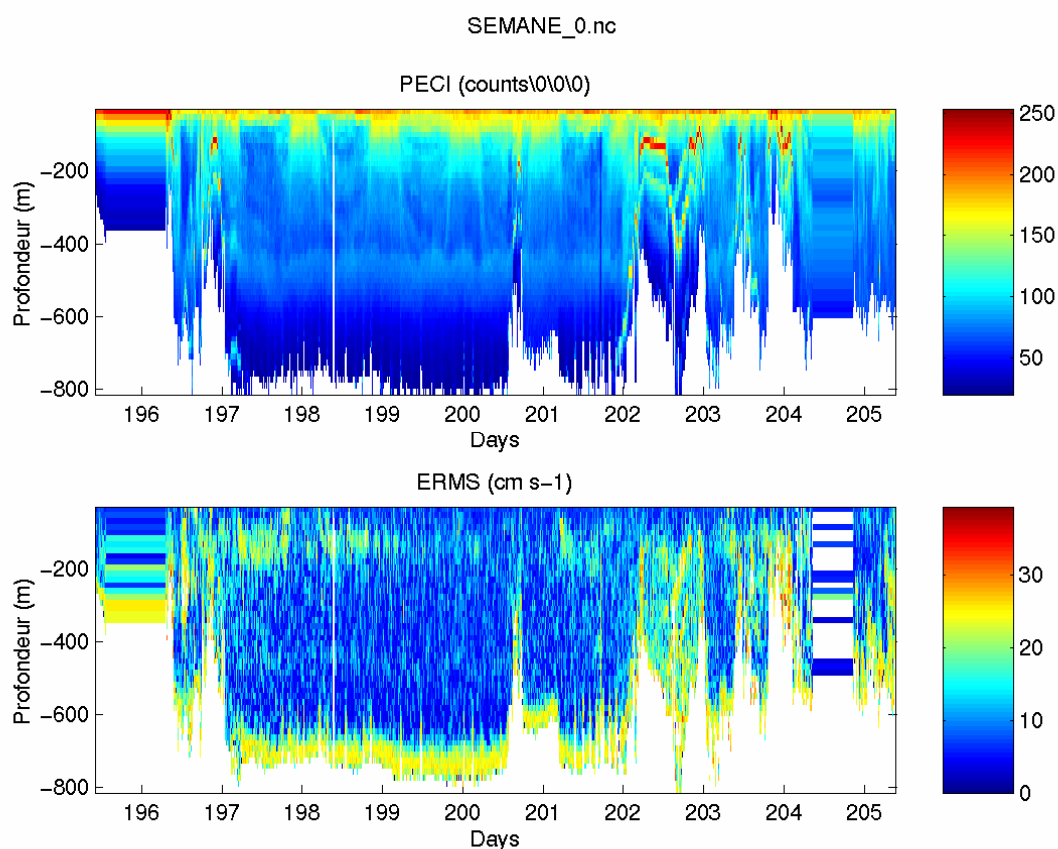 SEMANE_0.nc
PECI (counts\0\0\0)
Profondeur (m)
−200
−400
−600
−800
196 197 198 199 200 201 202 203 204 205
Days
250
200
150
100
50
ERMS (cm s−1)
Profondeur (m)
−200
−400
−600
−800
196 197 198 199 200 201 202 203 204 205
Days
30
20
10
0